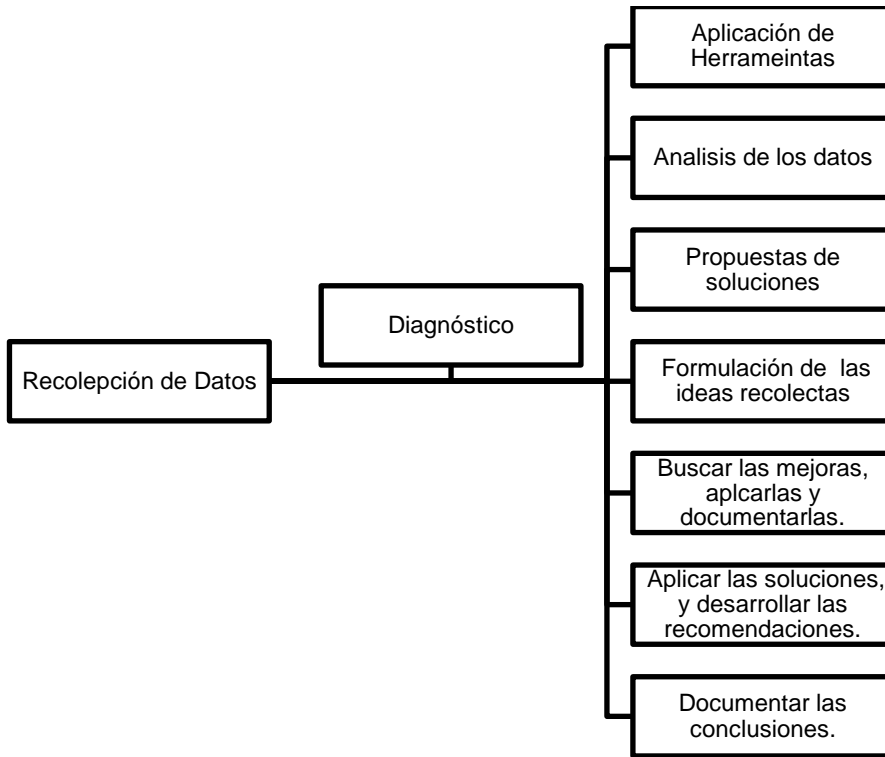 Recolepción de Datos
Diagnóstico
Aplicación de
Herrameintas
Analisis de los datos
Propuestas de
soluciones
Formulación de  las
ideas recolectas
Buscar las mejoras,
aplcarlas y
documentarlas.
Aplicar las soluciones,
y desarrollar las
recomendaciones.
Documentar las
conclusiones.